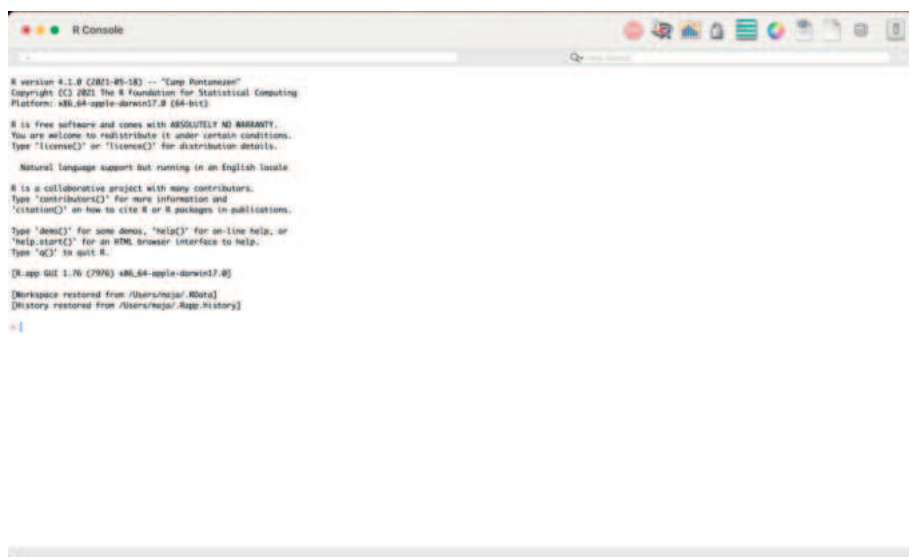 R Console
R version 4.1.0 (2021-05-18) -- "Camp Pontanezen"
Copyright (C) 2021 The R Foundation for Statistical Computing
Platform: x86_64-apple-darwin17.0 (64-bit)
R is free software and comes with ABSOLUTELY NO WARRANTY.
You are welcome to redistribute it under certain conditions.
Type 'license()' or 'licence()' for distribution details.
Natural language support but running in an English locale
R is a collaborative project with many contributors.
Type 'contributors()' for more information and
'citation()' on how to cite R or R packages in publications.
Type 'demo()' for some demos, 'help()' for on-line help, or
'help.start()' for an HTML browser interface to help.
Type 'q()' to quit R.
[R.app GUI 1.76 (7976) x86_64-apple-darwin17.0]
[Workspace restored from /Users/maja/.RData]
[History restored from /Users/maja/.Rapp.history]
>